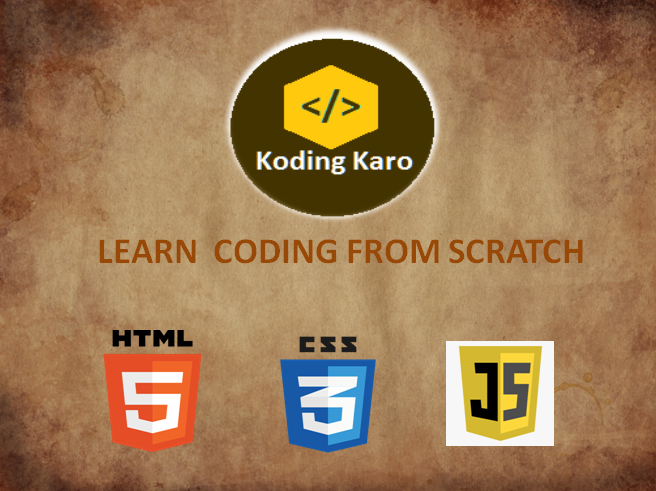 </>
Koding Karo
LEARN CODING FROM SCRATCH
HTML
5
CSS
3
JS